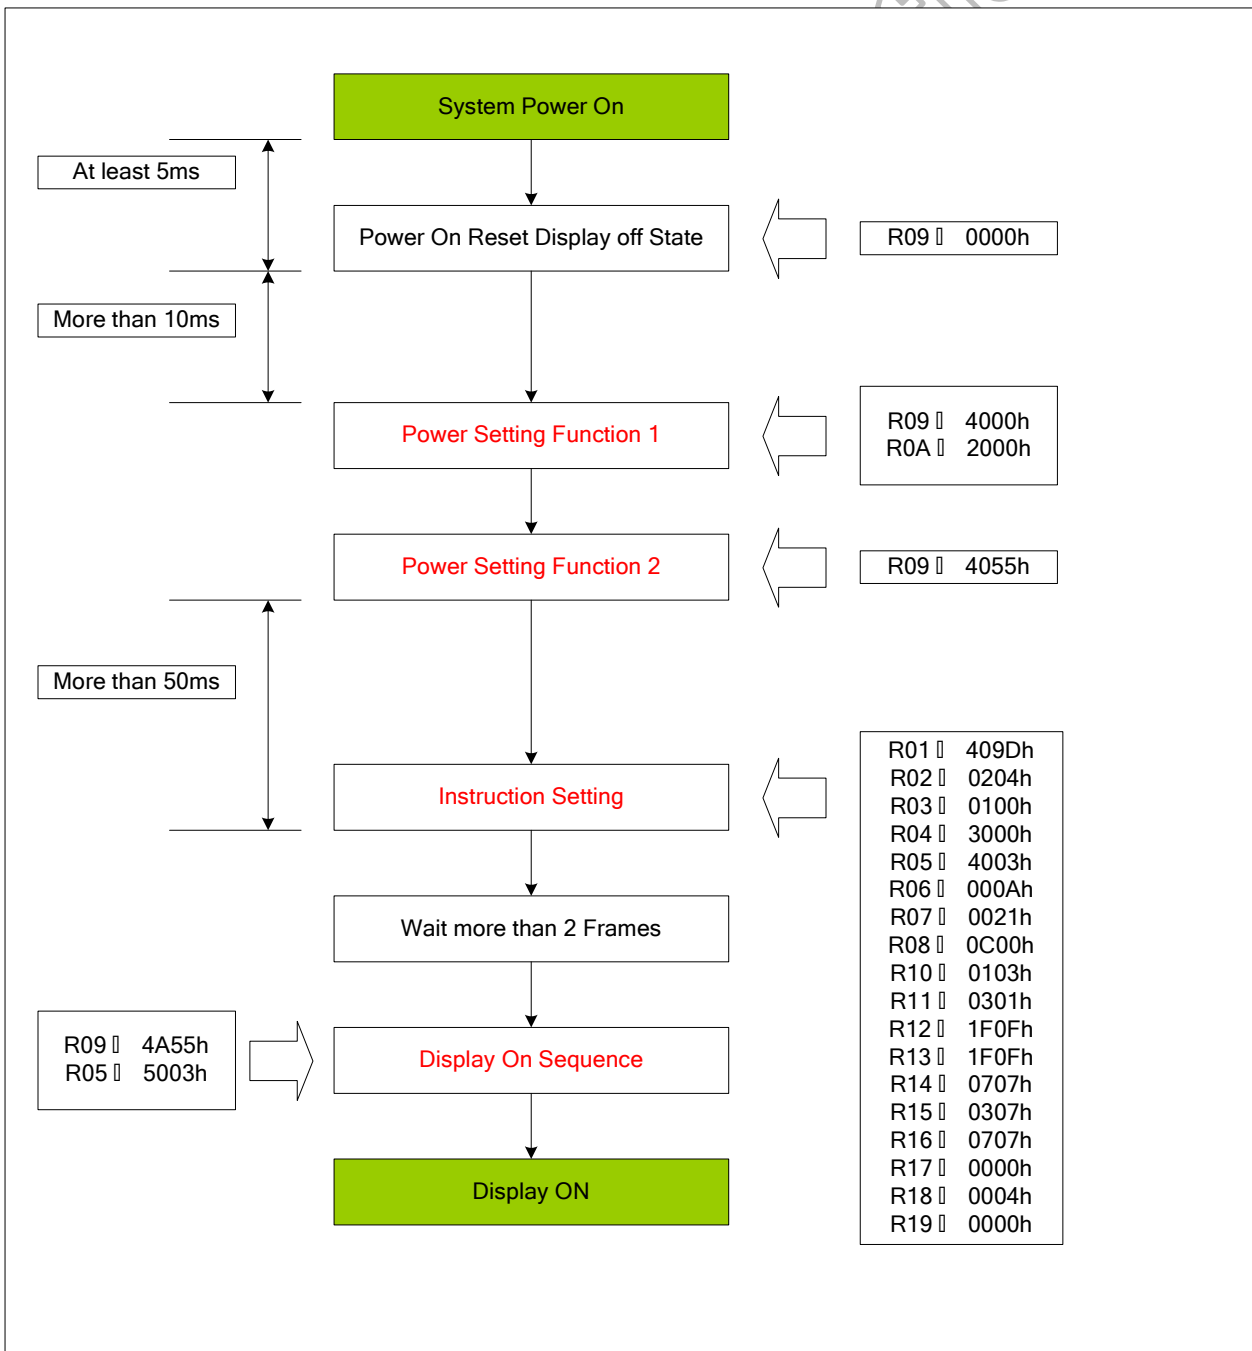 System Power On
At least 5ms
Power On Reset Display off State
R09 ▯ 0000h
More than 10ms
Power Setting Function 1
R09 ▯ 4000h
R0A ▯ 2000h
Power Setting Function 2
R09 ▯ 4055h
More than 50ms
Instruction Setting
R01 ▯ 409Dh
R02 ▯ 0204h
R03 ▯ 0100h
R04 ▯ 3000h
R05 ▯ 4003h
R06 ▯ 000Ah
R07 ▯ 0021h
R08 ▯ 0C00h
R10 ▯ 0103h
R11 ▯ 0301h
R12 ▯ 1F0Fh
R13 ▯ 1F0Fh
R14 ▯ 0707h
R15 ▯ 0307h
R16 ▯ 0707h
R17 ▯ 0000h
R18 ▯ 0004h
R19 ▯ 0000h
Wait more than 2 Frames
R09 ▯ 4A55h
R05 ▯ 5003h
Display On Sequence
Display ON